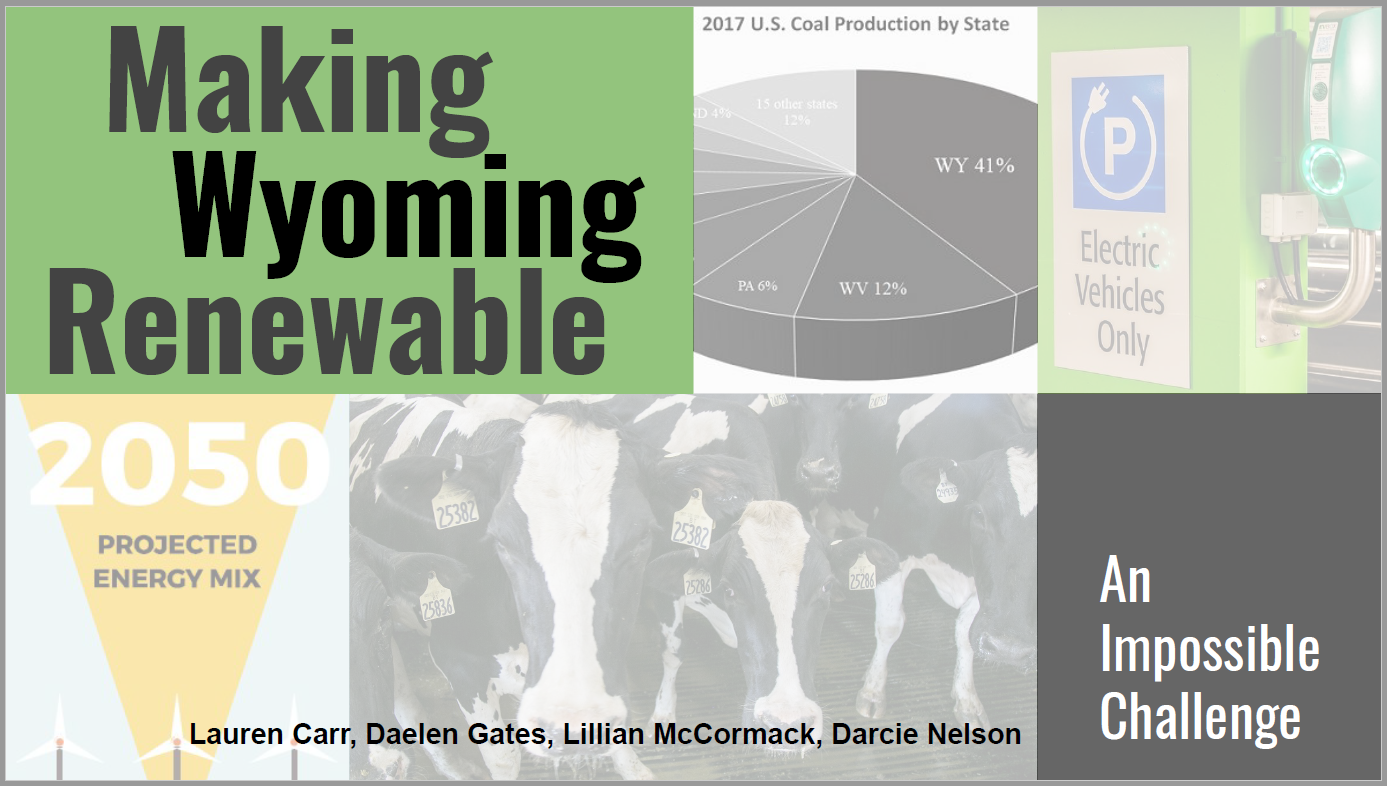 Making
Wyoming
Renewable
2017 U.S. Coal Production by State
ND 4%
15 other states
12%
WY 41%
PA 6%
WV 12%
P
Electric
Vehicles
Only
2050
PROJECTED
ENERGY MIX
25382
25382
25286
25286
25836
An
Impossible
Challenge
Lauren Carr, Daelen Gates, Lillian McCormack, Darcie Nelson